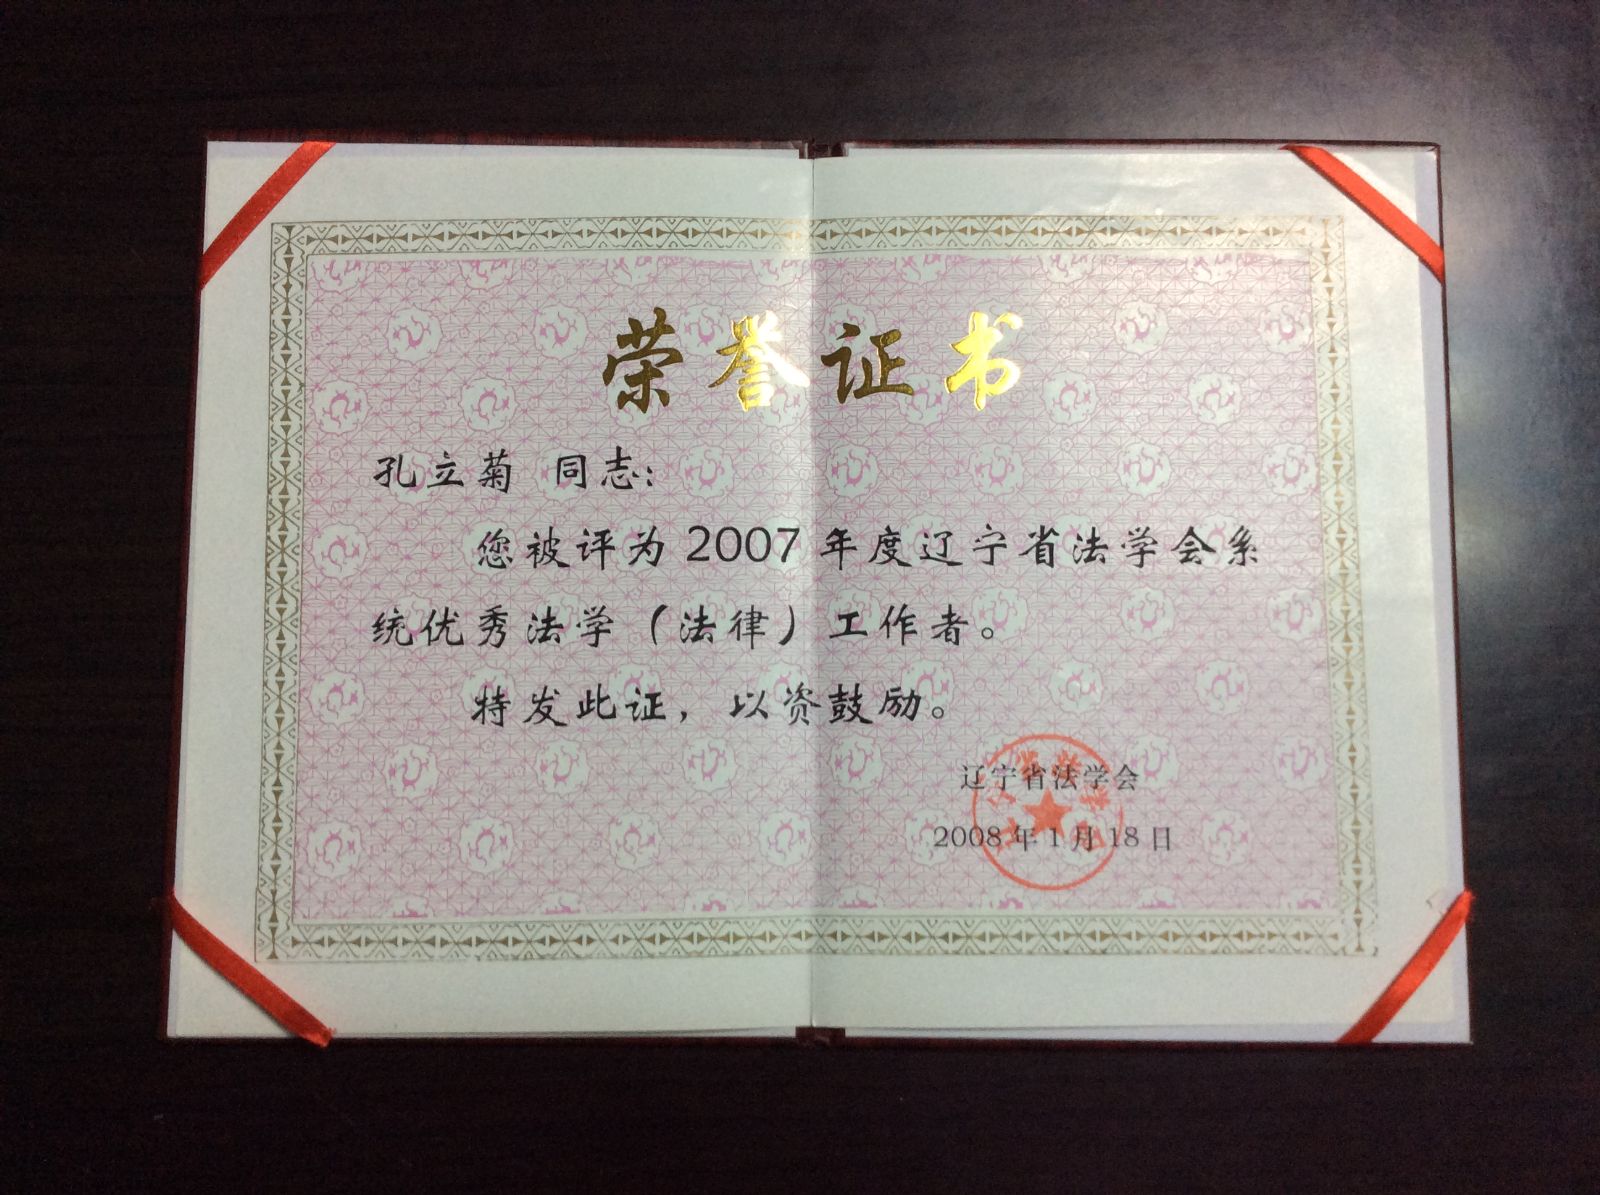 荣誉证书
孔立菊 同志：
您被评为2007年度辽宁省法学会系
统优秀法学（法律）工作者。
特发此证，以资鼓励。
辽宁省法学会
2008年1月18日